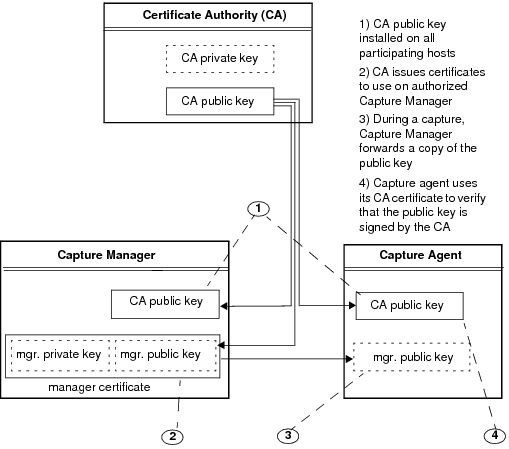 Certificate Authority (CA)
CA private key
CA public key
1) CA public key
installed on all
participating hosts
2) CA issues certificates
to use on authorized
Capture Manager
3) During a capture,
Capture Manager
forwards a copy of the
public key
4) Capture agent uses
its CA certificate to verify
that the public key is
signed by the CA
1
Capture Manager
CA public key
mgr. private key
mgr. public key
manager certificate
Capture Agent
CA public key
mgr. public key
2
3
4